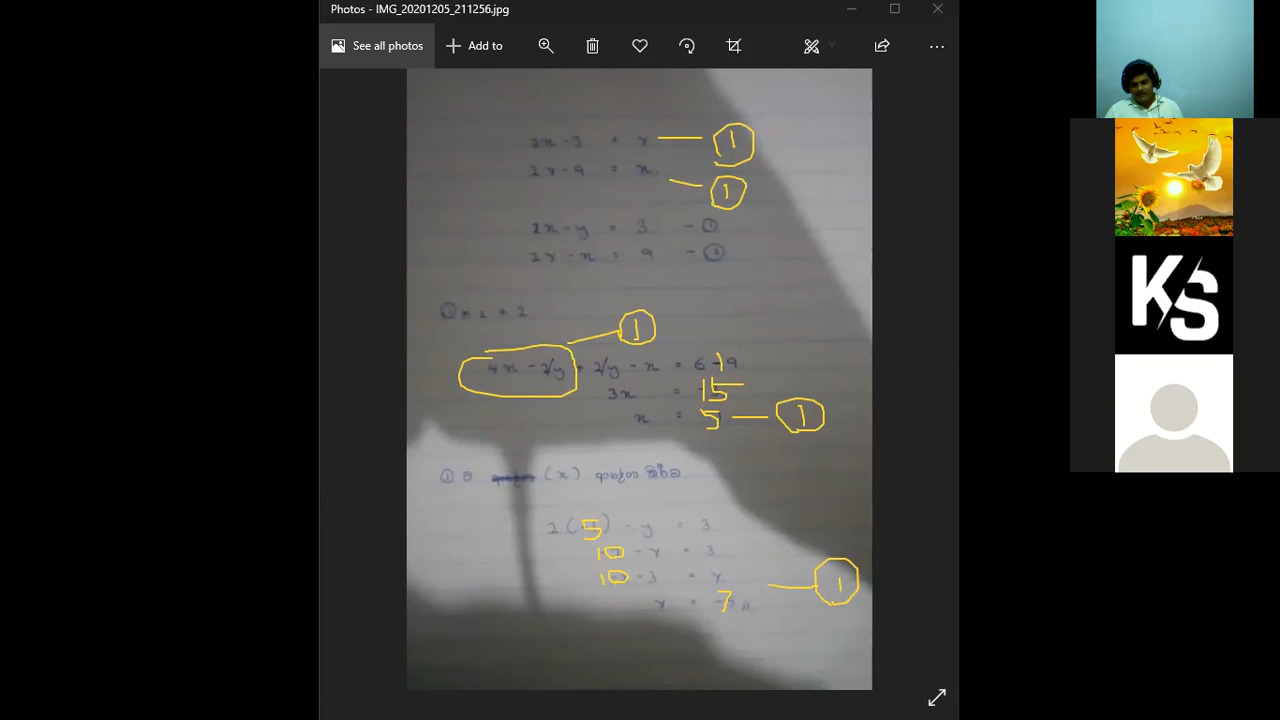 Photos - IMG_20201205_211256.jpg
See all photos
Add to
2x - 3 = y — ①
2y - 9 = x — ①
2x - y = 3 - ①
2y - x = 9 - ②
① x 2 + 2
①
4x - 2y + 2y - x = 6 + 9
3x = 15
x = 5 — ①
① ට (x)
2(5) - y = 3
10 - y = 3
10 - 3 = y
y = 7 — ①
KS